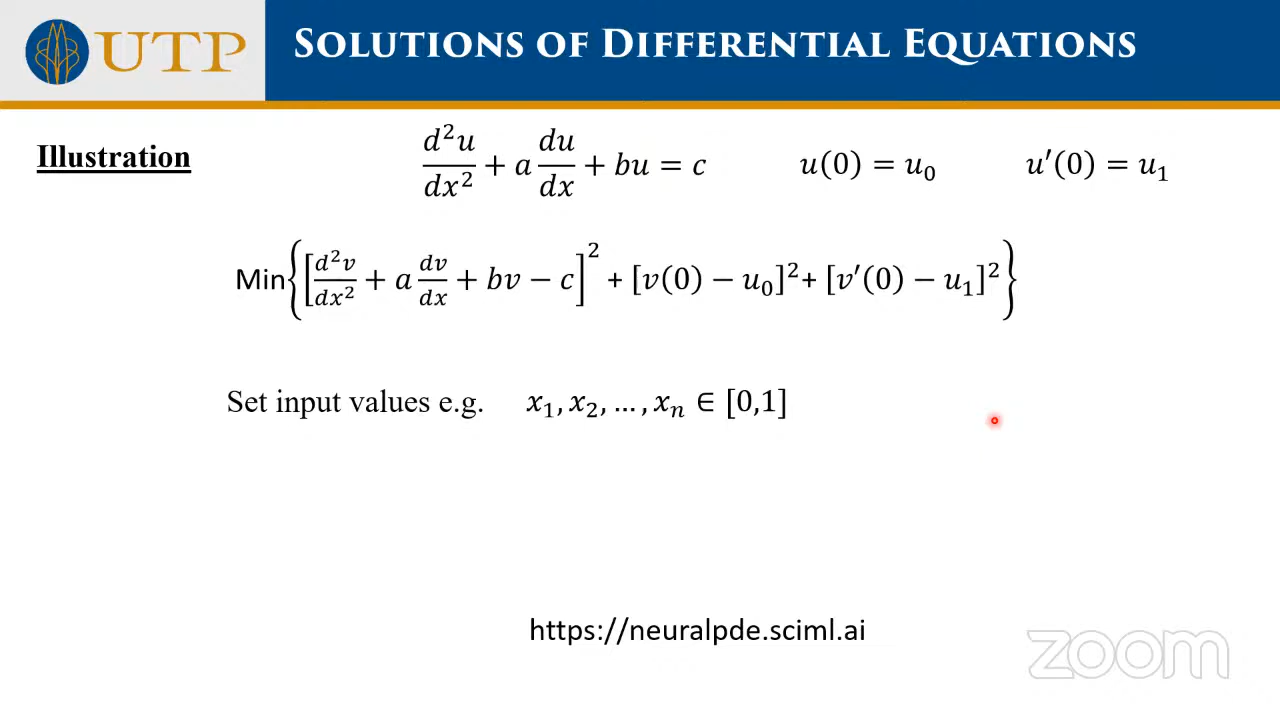 UTP
SOLUTIONS OF DIFFERENTIAL EQUATIONS
Illustration
d²u/dx² + a du/dx + bu = c u(0) = u₀ u′(0) = u₁
Min{[d²v/dx² + a dv/dx + bv − c]² + [v(0) − u₀]² + [v′(0) − u₁]²}
Set input values e.g. x₁, x₂, … , xₙ ∈ [0,1]
https://neuralpde.sciml.ai
zoom